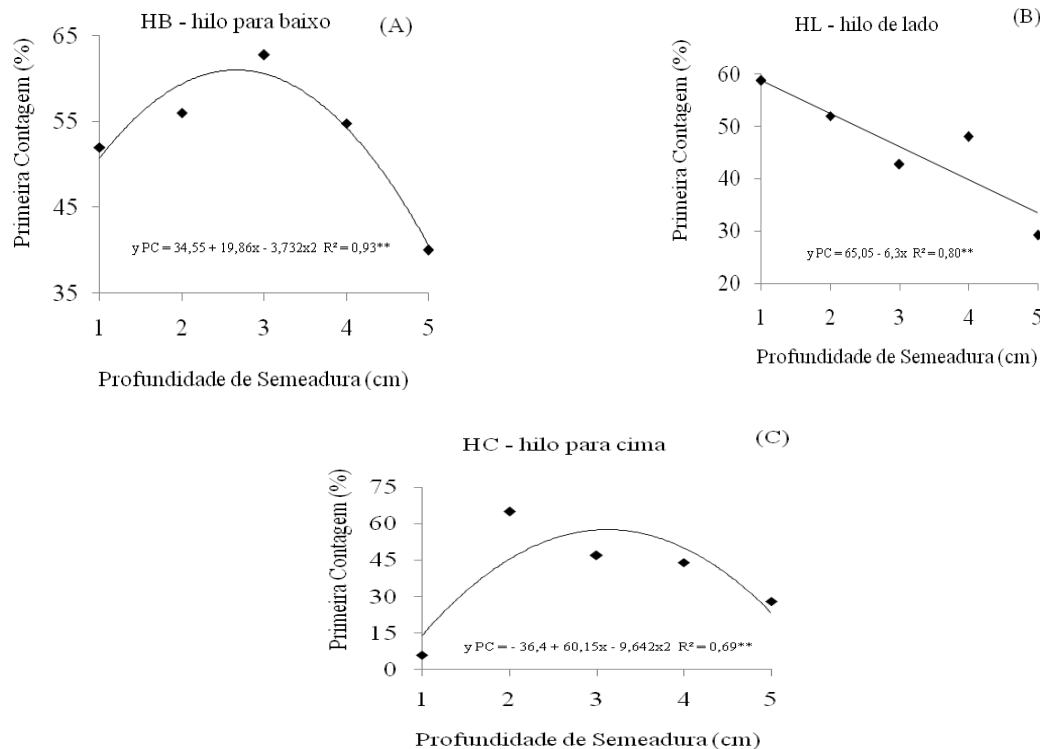 HB - hilo para baixo
(A)
Primeira Contagem (%)
65
55
45
35
y PC = 34,55 + 19,86x - 3,732x2 R² = 0,93**
1 2 3 4 5
Profundidade de Semeadura (cm)
HL - hilo de lado
(B)
Primeira Contagem (%)
60
50
40
30
20
y PC = 65,05 - 6,3x R² = 0,80**
1 2 3 4 5
Profundidade de Semeadura (cm)
HC - hilo para cima
(C)
Primeira Contagem (%)
75
60
45
30
15
0
y PC = - 36,4 + 60,15x - 9,642x2 R² = 0,69**
1 2 3 4 5
Profundidade de Semeadura (cm)